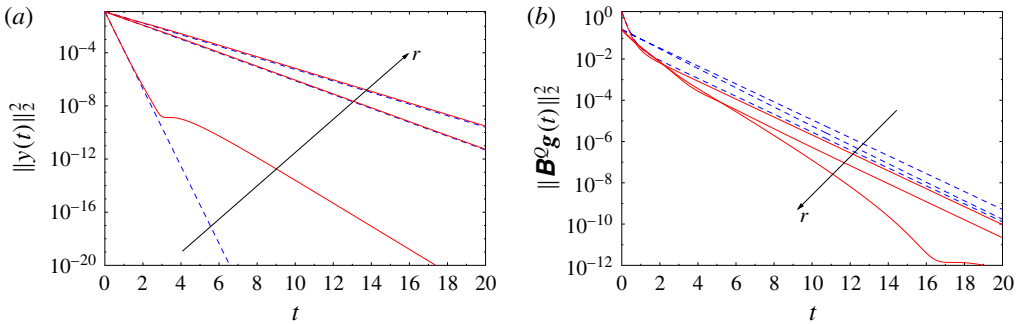 (a)
10⁻⁴
10⁻⁸
10⁻¹²
10⁻¹⁶
10⁻²⁰
‖y(t)‖₂²
r
0 2 4 6 8 10 12 14 16 18 20
t
(b)
10⁰
10⁻²
10⁻⁴
10⁻⁶
10⁻⁸
10⁻¹⁰
10⁻¹²
‖B^Q g(t)‖₂²
r
0 2 4 6 8 10 12 14 16 18 20
t